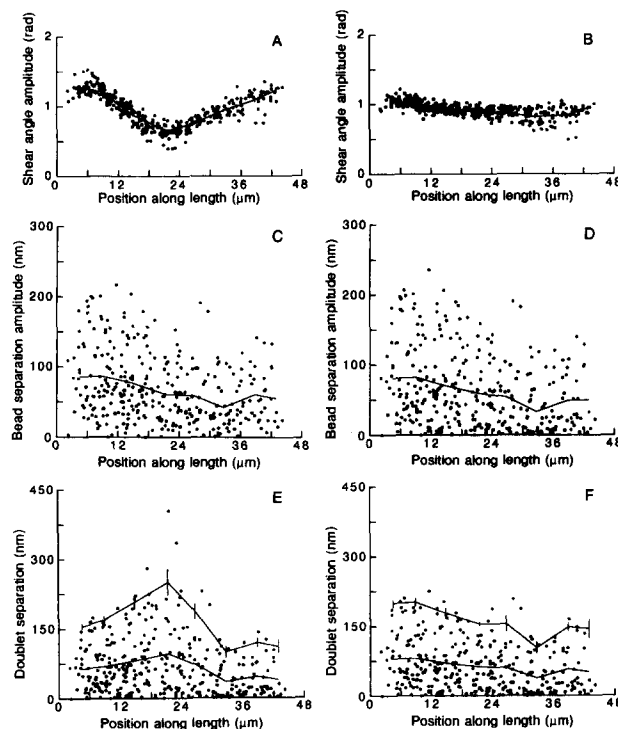 A
Shear angle amplitude (rad)
2
1
0
0 12 24 36 48
Position along length (µm)
B
Shear angle amplitude (rad)
2
1
0
0 12 24 36 48
Position along length (µm)
C
Bead separation amplitude (nm)
300
200
100
0
0 12 24 36 48
Position along length (µm)
D
Bead separation amplitude (nm)
300
200
100
0
0 12 24 36 48
Position along length (µm)
E
Doublet separation (nm)
450
300
150
0
0 12 24 36 48
Position along length (µm)
F
Doublet separation (nm)
450
300
150
0
0 12 24 36 48
Position along length (µm)